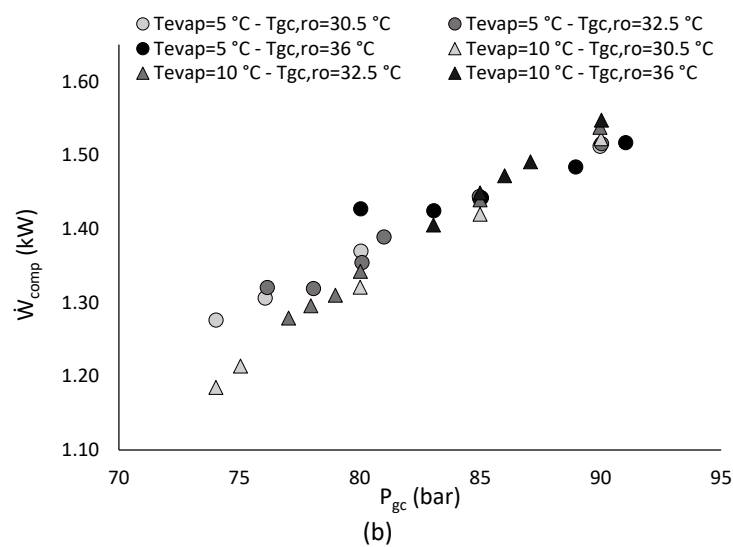 Tevap=5 °C - Tgc,ro=30.5 °C
Tevap=5 °C - Tgc,ro=32.5 °C
Tevap=5 °C - Tgc,ro=36 °C
Tevap=10 °C - Tgc,ro=30.5 °C
Tevap=10 °C - Tgc,ro=32.5 °C
Tevap=10 °C - Tgc,ro=36 °C
1.60
1.50
1.40
1.30
1.20
1.10
Ẇcomp (kW)
70 75 80 85 90 95
Pgc (bar)
(b)